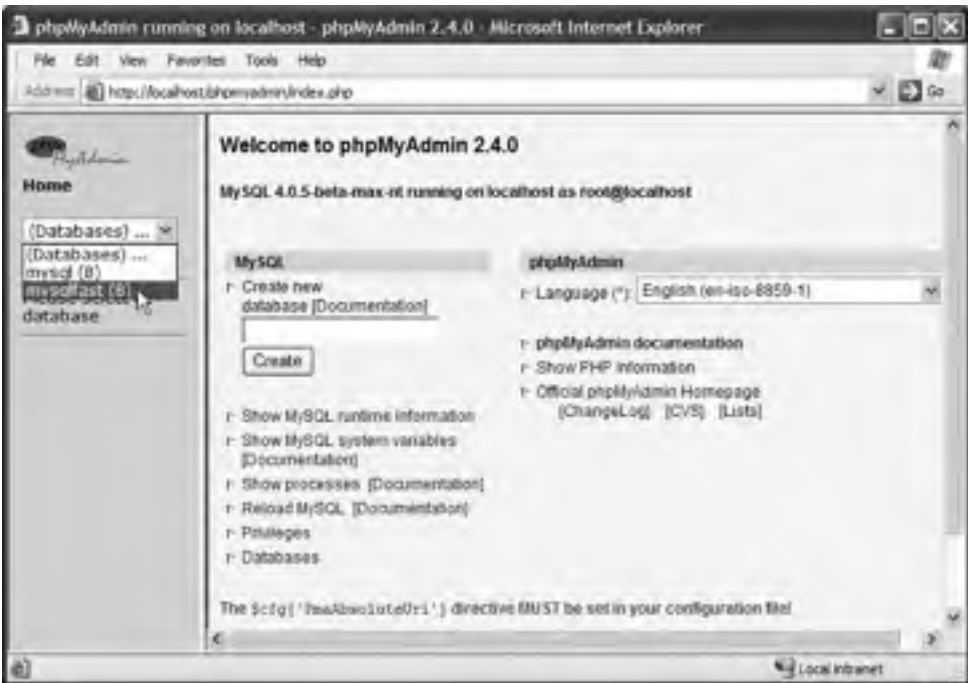 phpMyAdmin running on localhost - phpMyAdmin 2.4.0 - Microsoft Internet Explorer
File Edit View Favorites Tools Help
Address http://localhost/phpmyadmin/index.php Go
MyAdmin
Home
(Databases) ...
(Databases) ...
mysql (8)
mysqlfast (8)
database
Welcome to phpMyAdmin 2.4.0
MySQL 4.0.5-beta-max-nt running on localhost as root@localhost
MySQL
Create new
database [Documentation]
Create
Show MySQL runtime information
Show MySQL system variables
[Documentation]
Show processes [Documentation]
Reload MySQL [Documentation]
Privileges
Databases
phpMyAdmin
Language (*): English (en-iso-8859-1)
phpMyAdmin documentation
Show PHP information
Official phpMyAdmin Homepage
[ChangeLog] [CVS] [Lists]
The $cfg['PmaAbsoluteUri'] directive MUST be set in your configuration file!
Local intranet